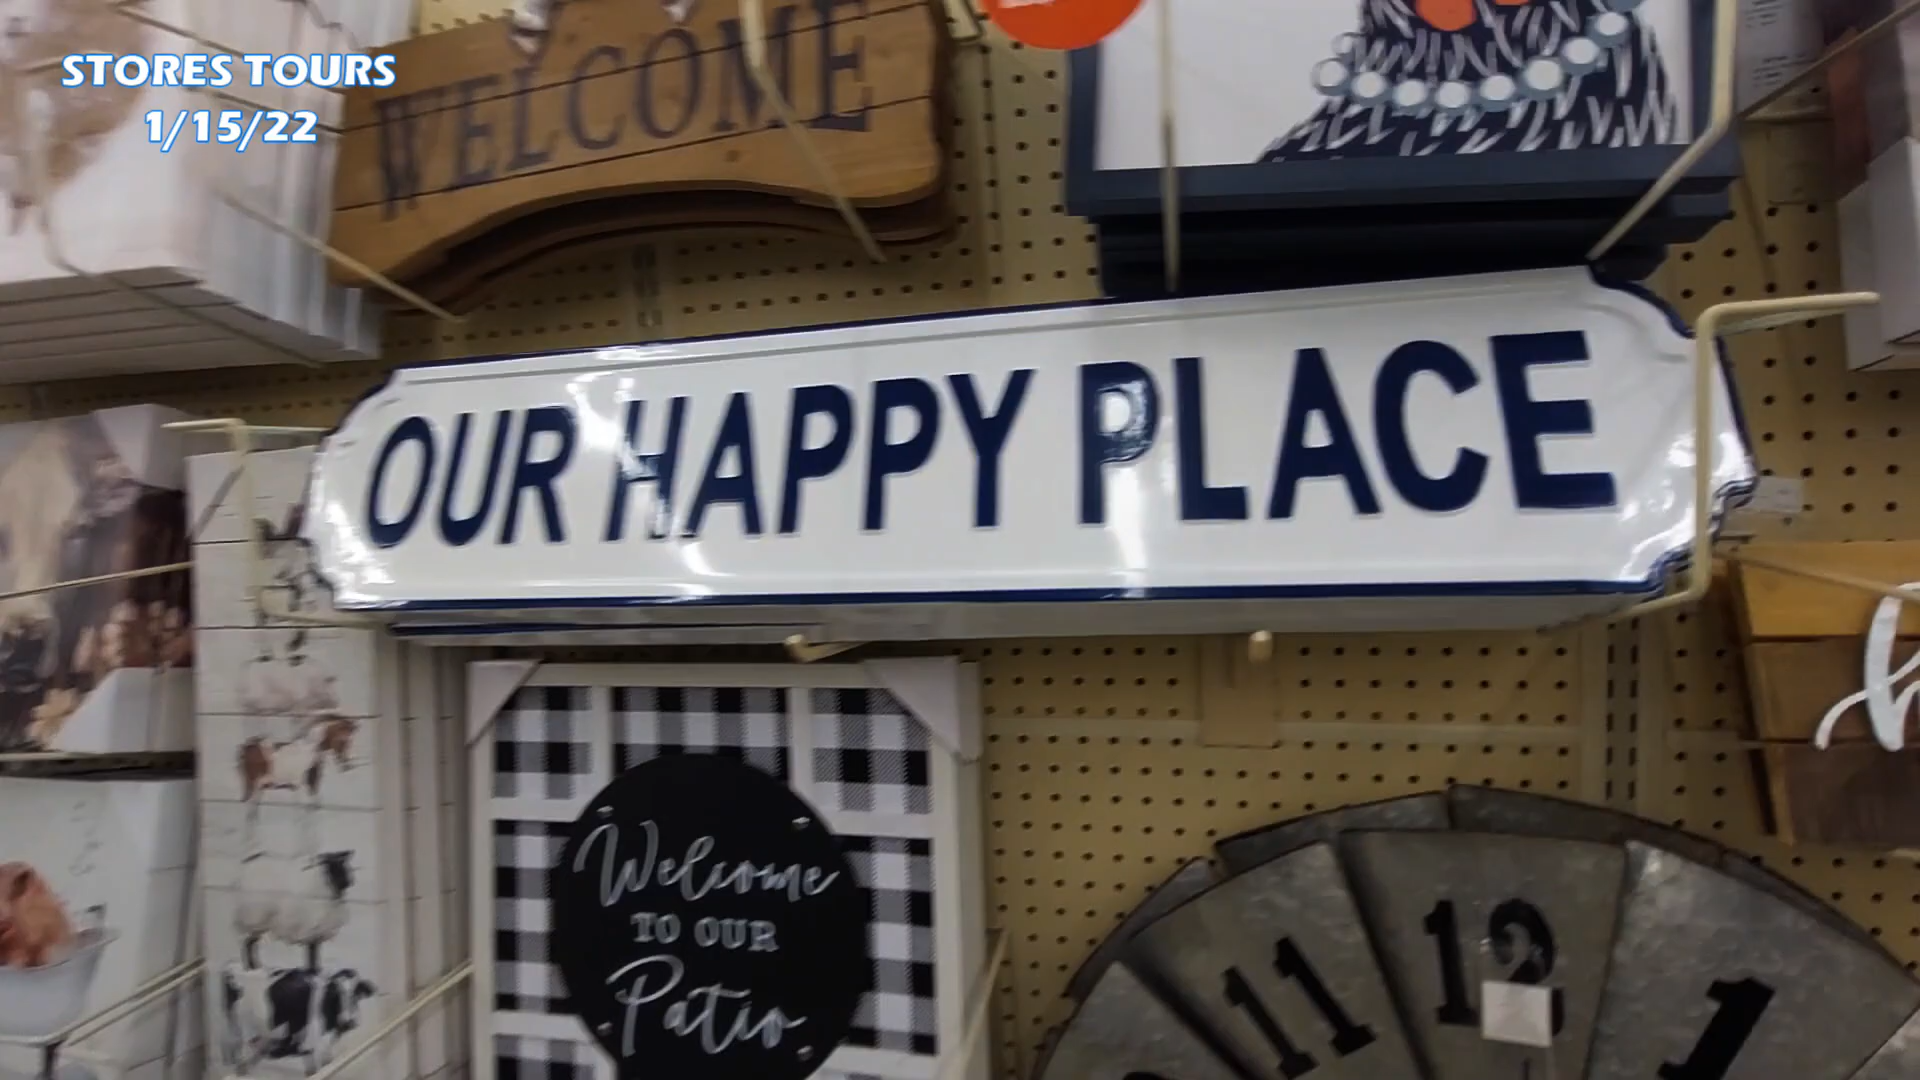 STORES TOURS
1/15/22
WELCOME
OUR HAPPY PLACE
Welcome
TO OUR
Patio
11
12
1